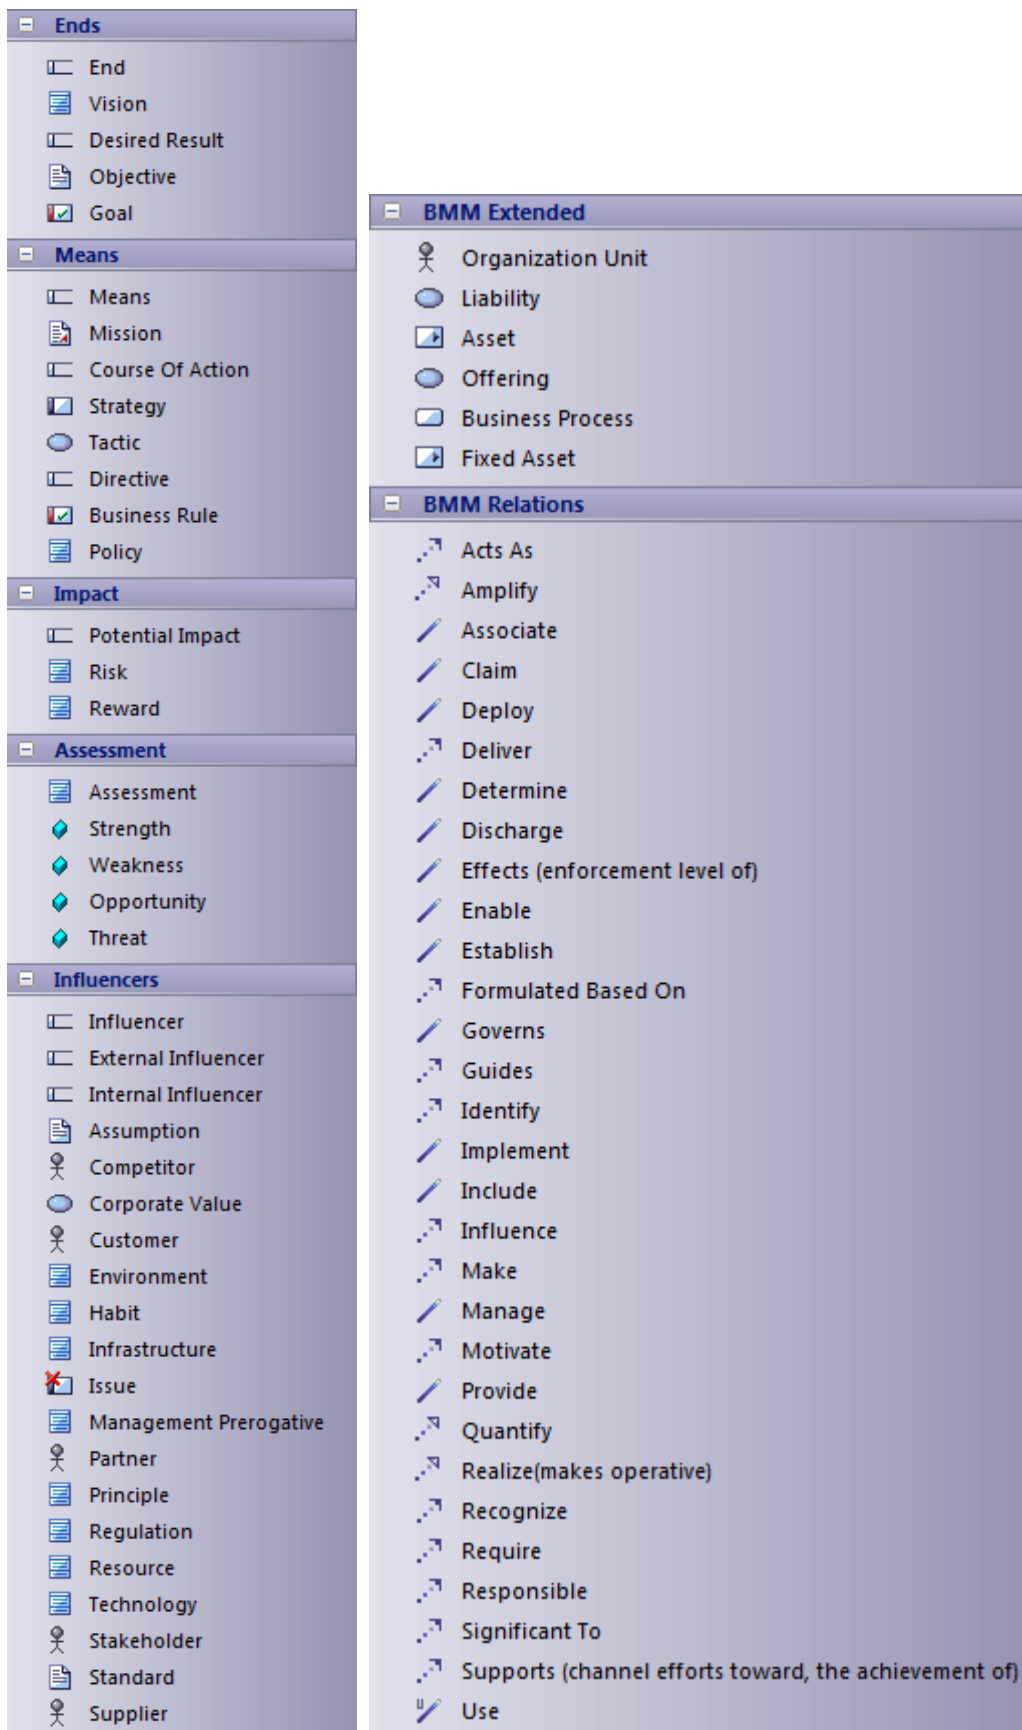 Ends
End
Vision
Desired Result
Objective
Goal
Means
Means
Mission
Course Of Action
Strategy
Tactic
Directive
Business Rule
Policy
Impact
Potential Impact
Risk
Reward
Assessment
Assessment
Strength
Weakness
Opportunity
Threat
Influencers
Influencer
External Influencer
Internal Influencer
Assumption
Competitor
Corporate Value
Customer
Environment
Habit
Infrastructure
Issue
Management Prerogative
Partner
Principle
Regulation
Resource
Technology
Stakeholder
Standard
Supplier
BMM Extended
Organization Unit
Liability
Asset
Offering
Business Process
Fixed Asset
BMM Relations
Acts As
Amplify
Associate
Claim
Deploy
Deliver
Determine
Discharge
Effects (enforcement level of)
Enable
Establish
Formulated Based On
Governs
Guides
Identify
Implement
Include
Influence
Make
Manage
Motivate
Provide
Quantify
Realize(makes operative)
Recognize
Require
Responsible
Significant To
Supports (channel efforts toward, the achievement of)
Use